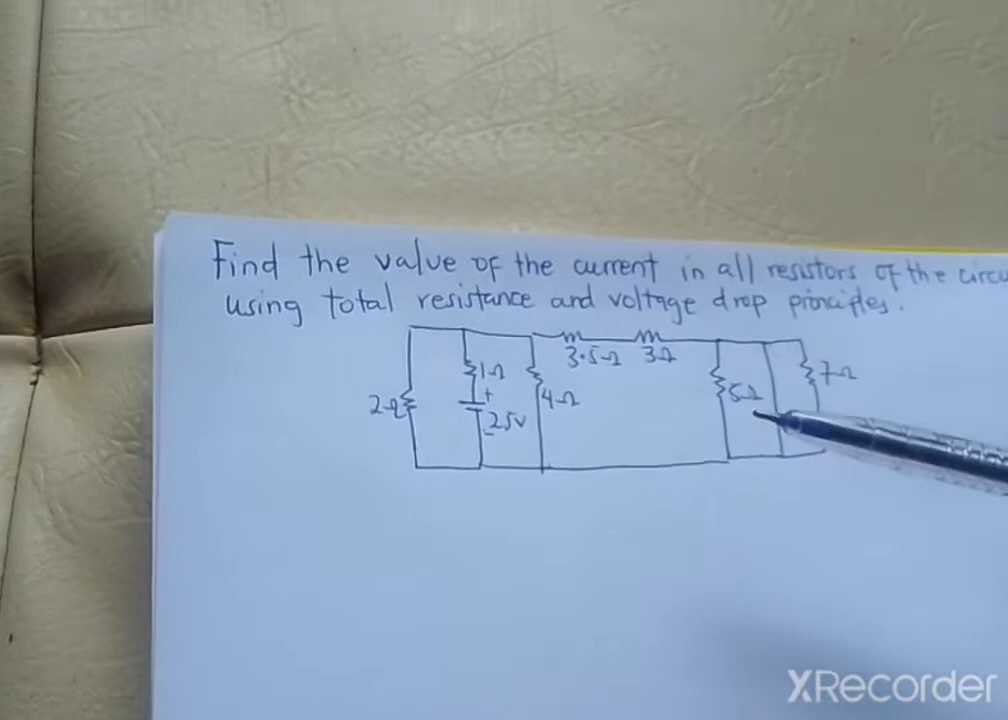 Find the value of the current in all resistors of the circu
using total resistance and voltage drop principles.
3.5Ω 3Ω
1Ω 7Ω
2Ω + 4Ω 5Ω
- 25V
XRecorder